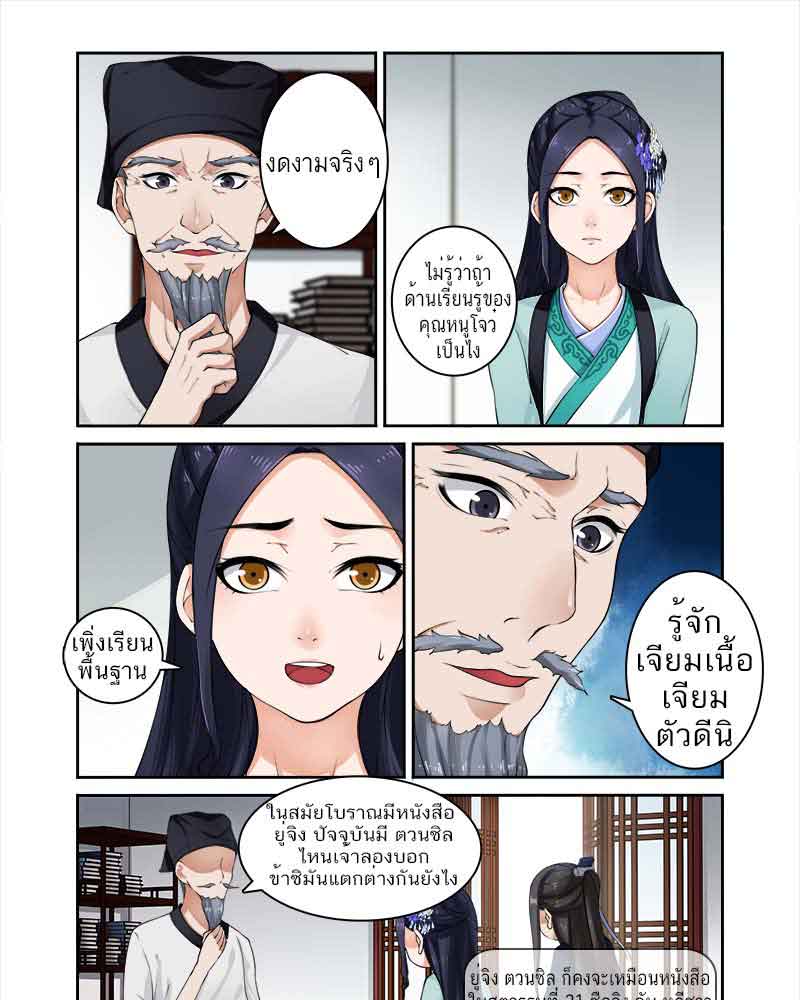 งดงามจริงๆ
ไม่รู้ว่าถ้า
ด้านเรียนรู้ของ
คุณหนูโจว
เป็นไง
เพิ่งเรียน
พื้นฐาน
รู้จัก
เจียมเนื้อ
เจียม
ตัวดีนิ
ในสมัยโบราณมีหนังสือ
ยู่จิง ปัจจุบันมี ตวนซิล
ไหนเจ้าลองบอก
ข้าซิมันแตกต่างกันยังไง
ยู่จิง ตวนซิล ก็คงจะเหมือนหนังสือ